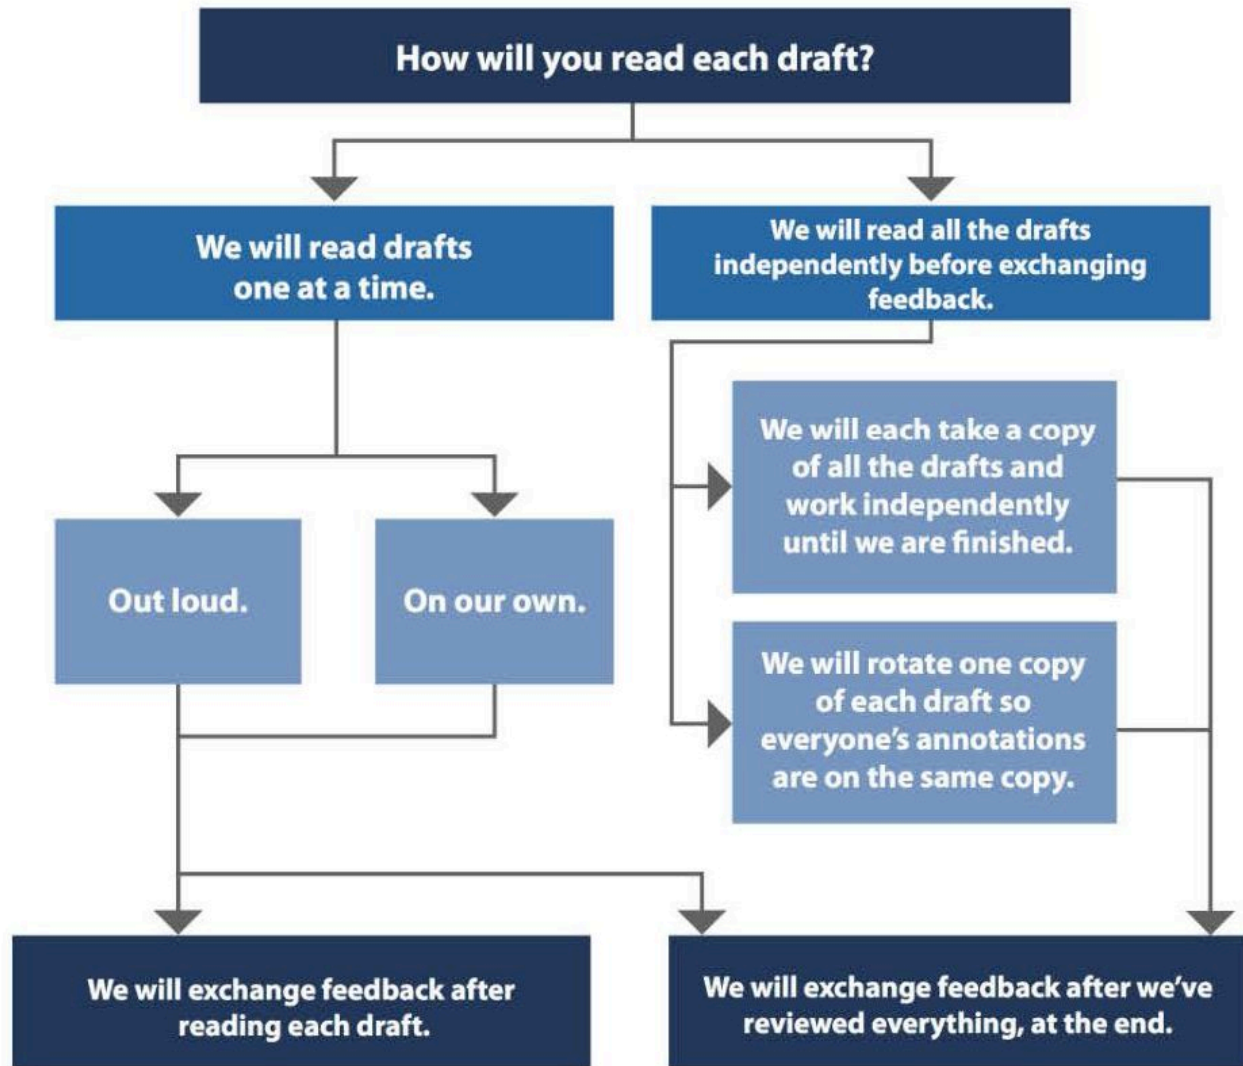 How will you read each draft?
We will read drafts
one at a time.
We will read all the drafts
independently before exchanging
feedback.
We will each take a copy
of all the drafts and
work independently
until we are finished.
Out loud.
On our own.
We will rotate one copy
of each draft so
everyone’s annotations
are on the same copy.
We will exchange feedback after
reading each draft.
We will exchange feedback after we’ve
reviewed everything, at the end.